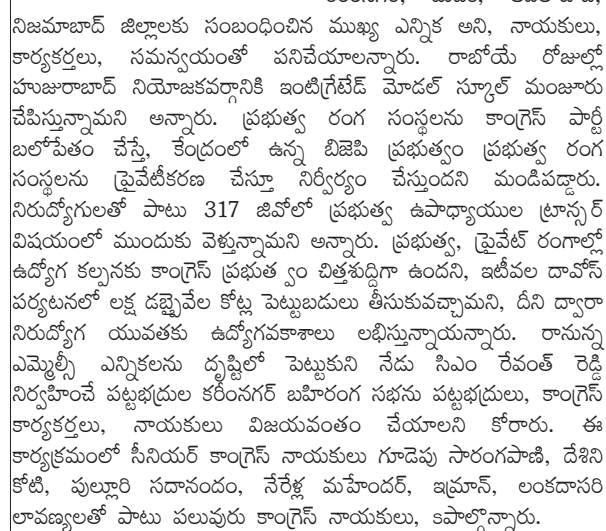 నిజమాబాద్ జిల్లాలకు సంబంధించిన ముఖ్య ఎన్నిక అని, నాయకులు,
కార్యకర్తలు, సమన్వయంతో పనిచేయాలన్నారు. రాబోయే రోజుల్లో
హుజురాబాద్ నియోజకవర్గానికి ఇంటిగ్రేటేడ్ మోడల్ స్కూల్ మంజూరు
చేపిస్తున్నామని అన్నారు. ప్రభుత్వ రంగ సంస్థలను కాంగ్రెస్ పార్టీ
బలోపేతం చేస్తే, కేంద్రంలో ఉన్న బిజెపి ప్రభుత్వం ప్రభుత్వ రంగ
సంస్థలను ప్రైవేటీకరణ చేస్తూ నిర్వీర్యం చేస్తుందని మండిపడ్డారు.
నిరుద్యోగులతో పాటు 317 జివోలో ప్రభుత్వ ఉపాధ్యాయుల ట్రాన్సర్
విషయంలో ముందుకు వెళ్తున్నామని అన్నారు. ప్రభుత్వ, ప్రైవేట్ రంగాల్లో
ఉద్యోగ కల్పనకు కాంగ్రెస్ ప్రభుత వ్ం చిత్తశుద్దిగా ఉందని, ఇటీవల దావోస్
పర్యటనలో లక్ష డబ్బైవేల కోట్ల పెట్టుబడులు తీసుకువచ్చామని, దీని ద్వారా
నిరుద్యోగ యువతకు ఉద్యోగవకాశాలు లభిస్తున్నాయన్నారు. రానున్న
ఎమ్మెల్సీ ఎన్నికలను దృష్టిలో పెట్టుకుని నేడు సిఎం రేవంత్ రెడ్డి
నిర్వహించే పట్టభద్రుల కరీంనగర్ బహిరంగ సభను పట్టభద్రులు, కాంగ్రెస్
కార్యకర్తలు, నాయకులు విజయవంతం చేయాలని కోరారు. ఈ
కార్యక్రమంలో సీనియర్ కాంగ్రెస్ నాయకులు గూడెపు సారంగపాణి, దేశిని
కోటి, పుల్లూరి సదానందం, నేరేళ్ల మహేందర్, ఇమ్రాన్, లంకదాసరి
లావణ్యలతో పాటు పలువురు కాంగ్రెస్ నాయకులు, sపాల్గొన్నారు.